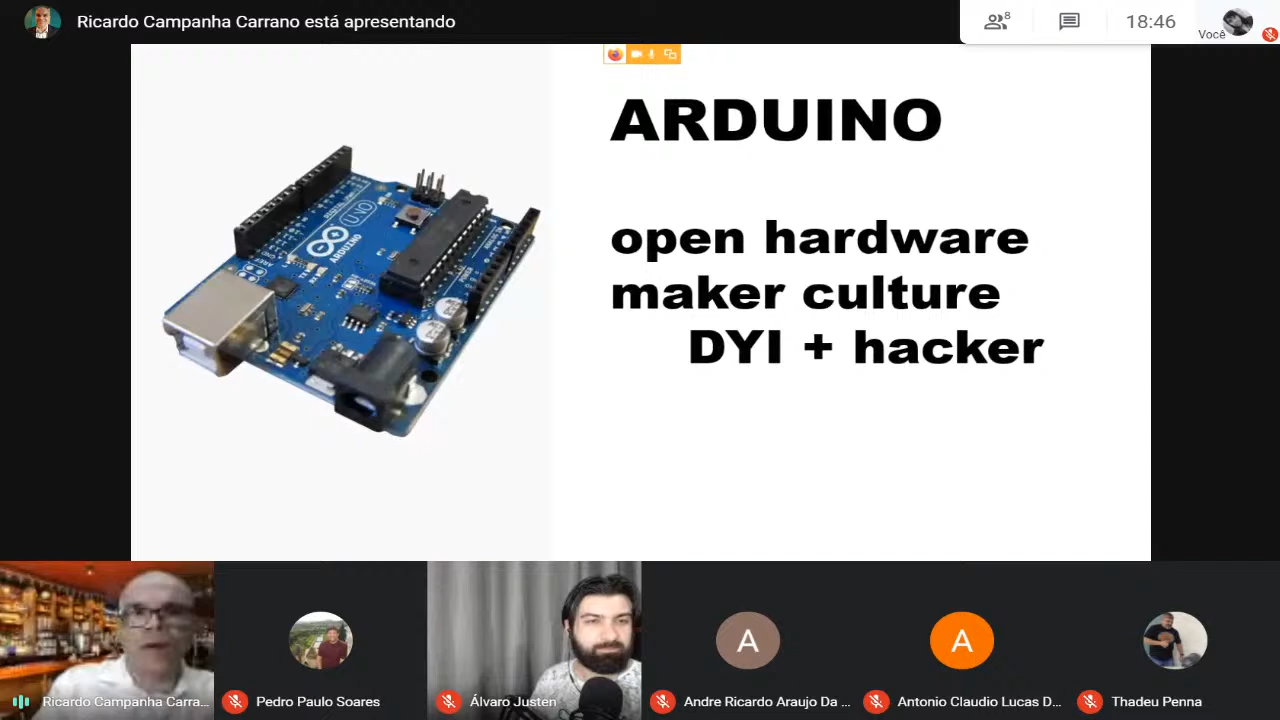 Ricardo Campanha Carrano está apresentando
8
18:46
Você
ARDUINO
open hardware
maker culture
DYI + hacker
UNO
ARDUINO
Ricardo Campanha Carra...
Pedro Paulo Soares
Álvaro Justen
A
Andre Ricardo Araujo Da ...
A
Antonio Claudio Lucas D...
Thadeu Penna